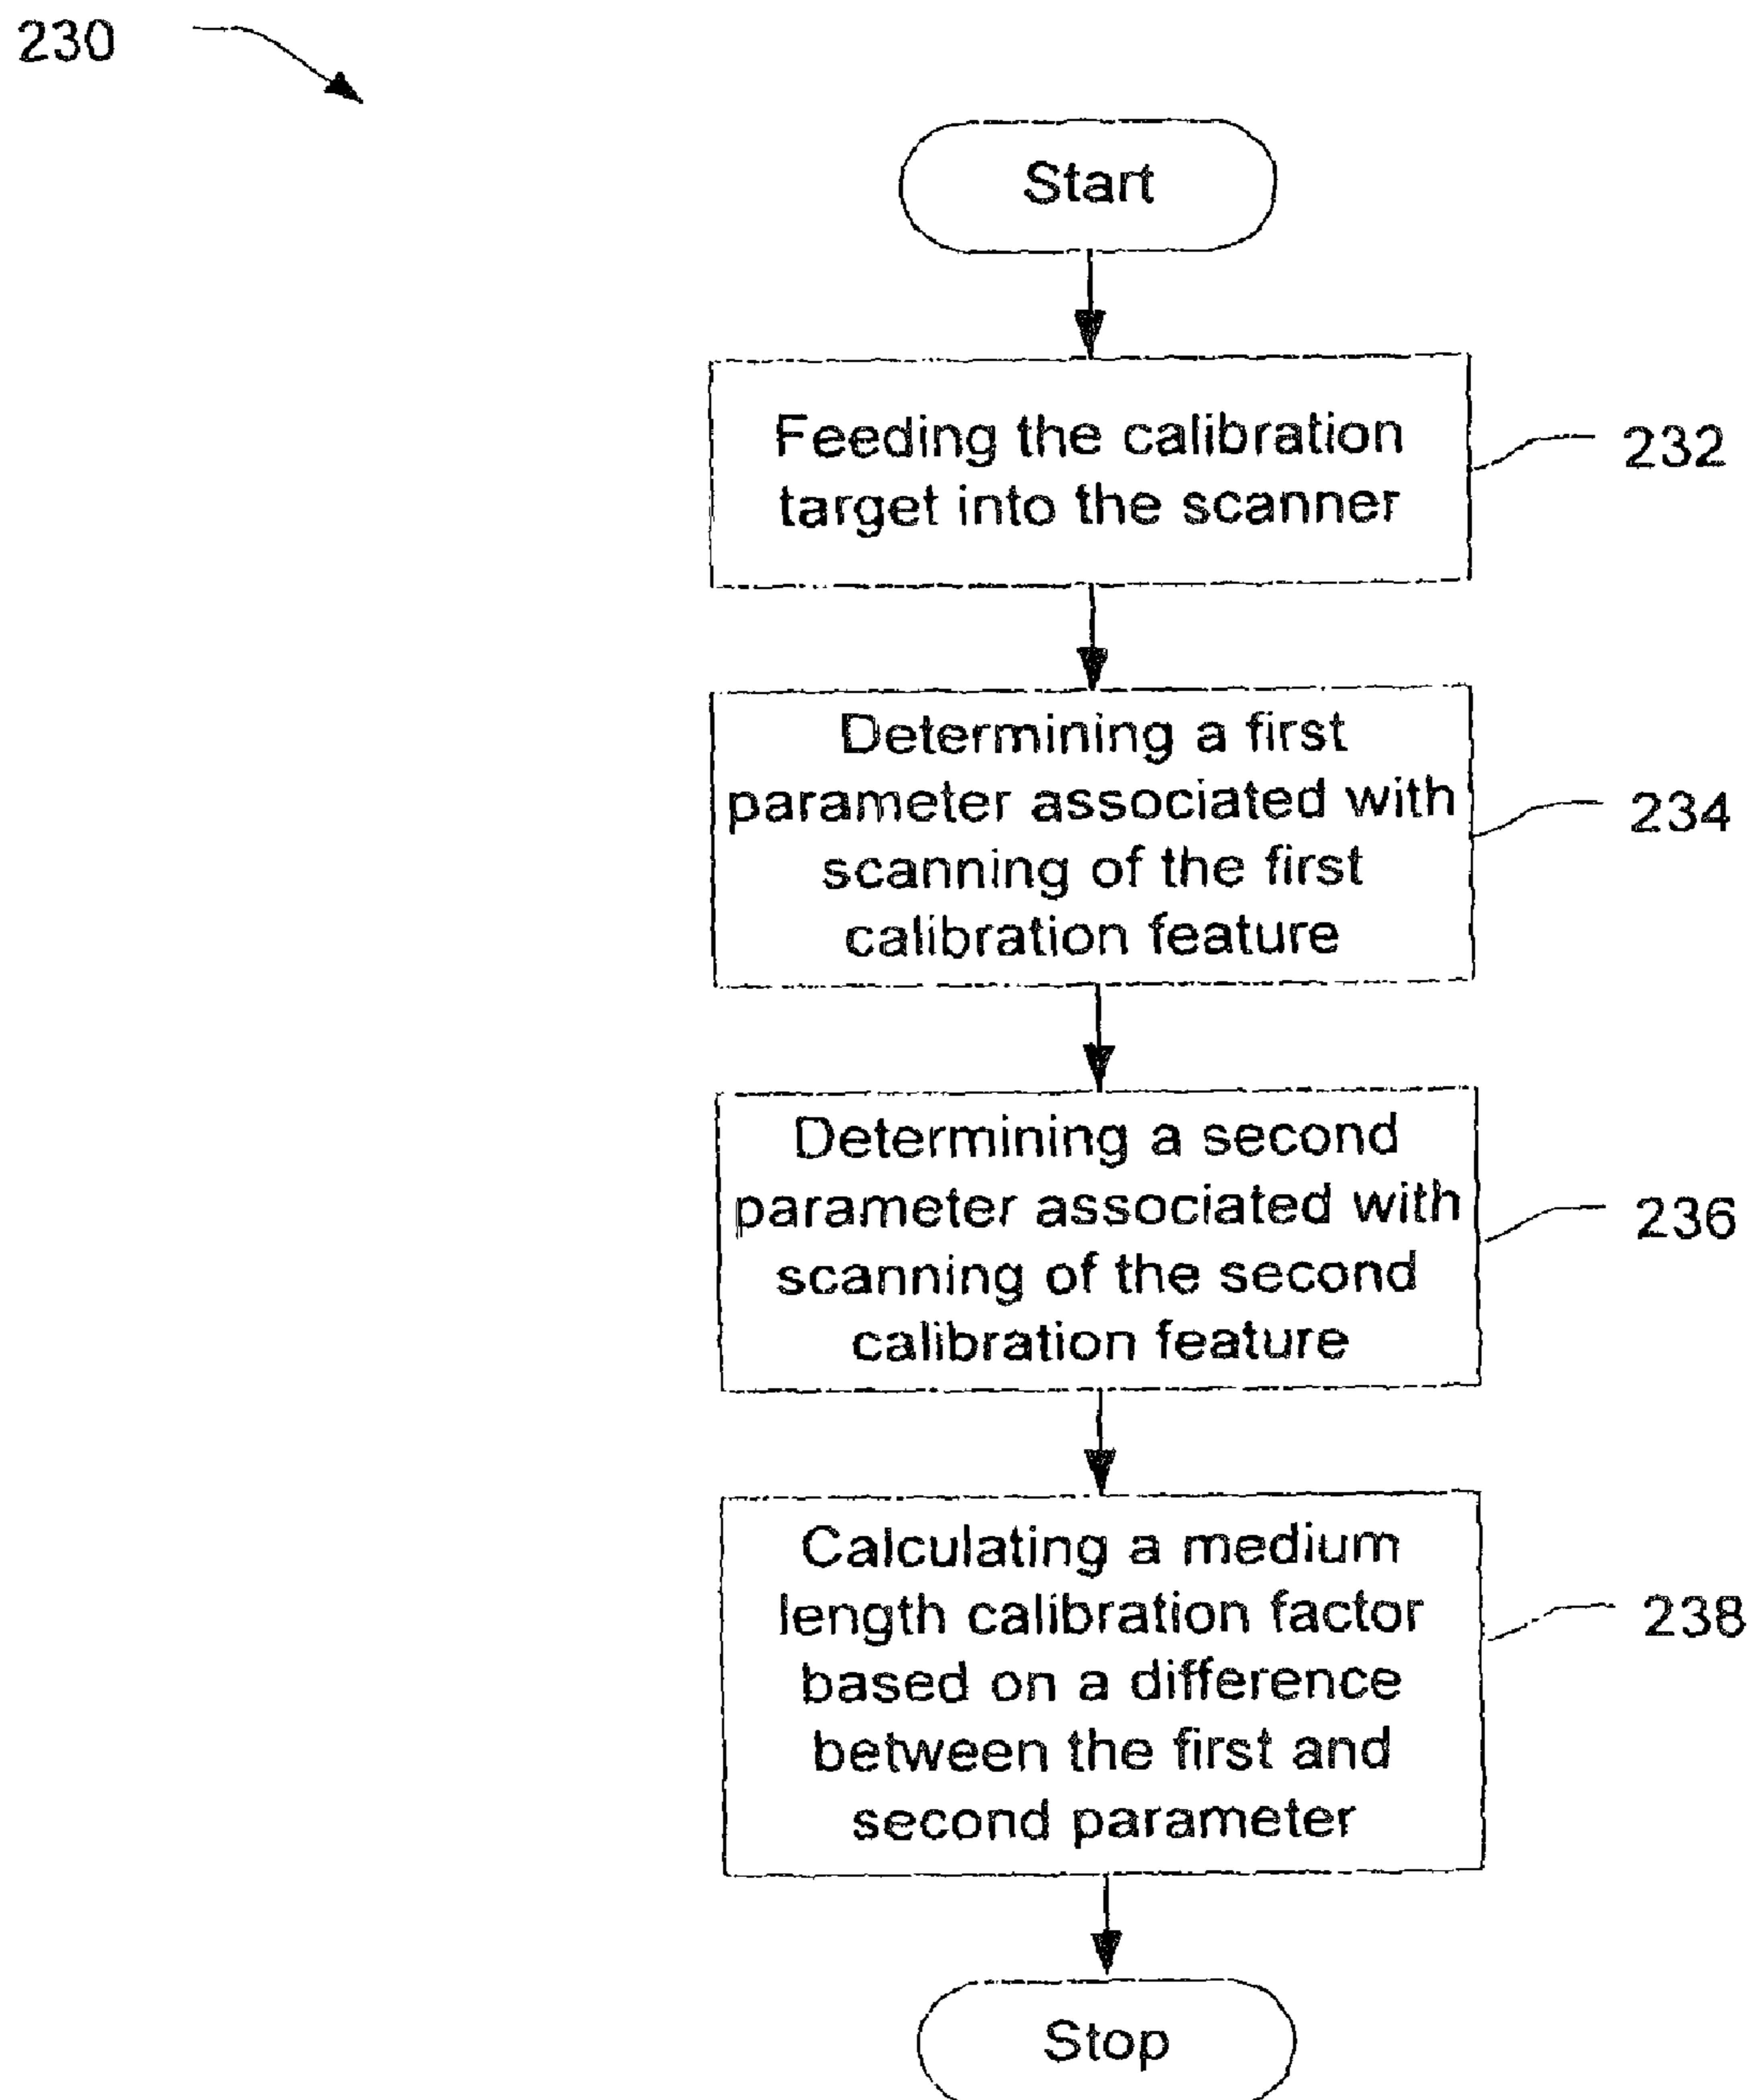 230
Start
Feeding the calibration
target into the scanner
232
Determining a first
parameter associated with
scanning of the first
calibration feature
234
Determining a second
parameter associated with
scanning of the second
calibration feature
236
Calculating a medium
length calibration factor
based on a difference
between the first and
second parameter
238
Stop